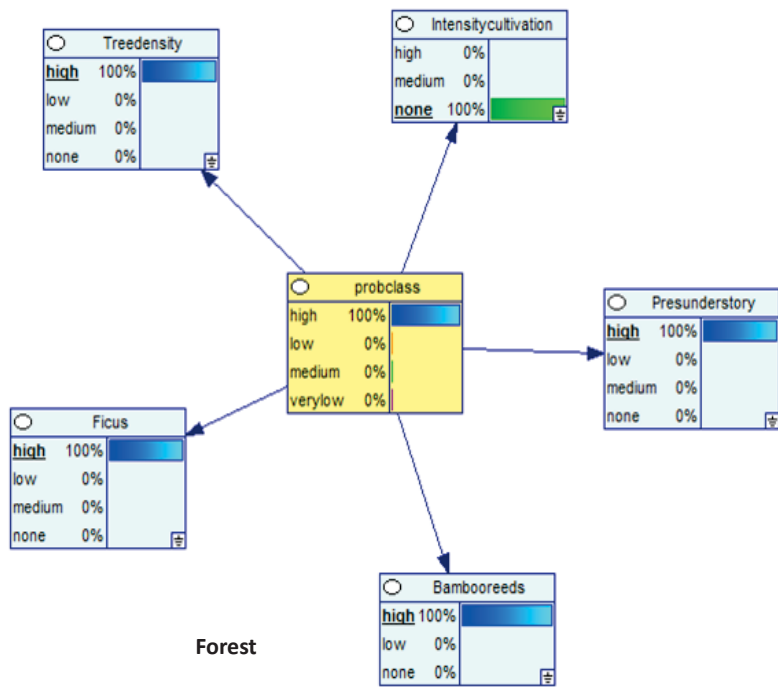 Treedensity
high 100%
low 0%
medium 0%
none 0%
Intensitycultivation
high 0%
medium 0%
none 100%
probclass
high 100%
low 0%
medium 0%
verylow 0%
Presunderstory
high 100%
low 0%
medium 0%
none 0%
Ficus
high 100%
low 0%
medium 0%
none 0%
Bambooreeds
high 100%
low 0%
none 0%
Forest